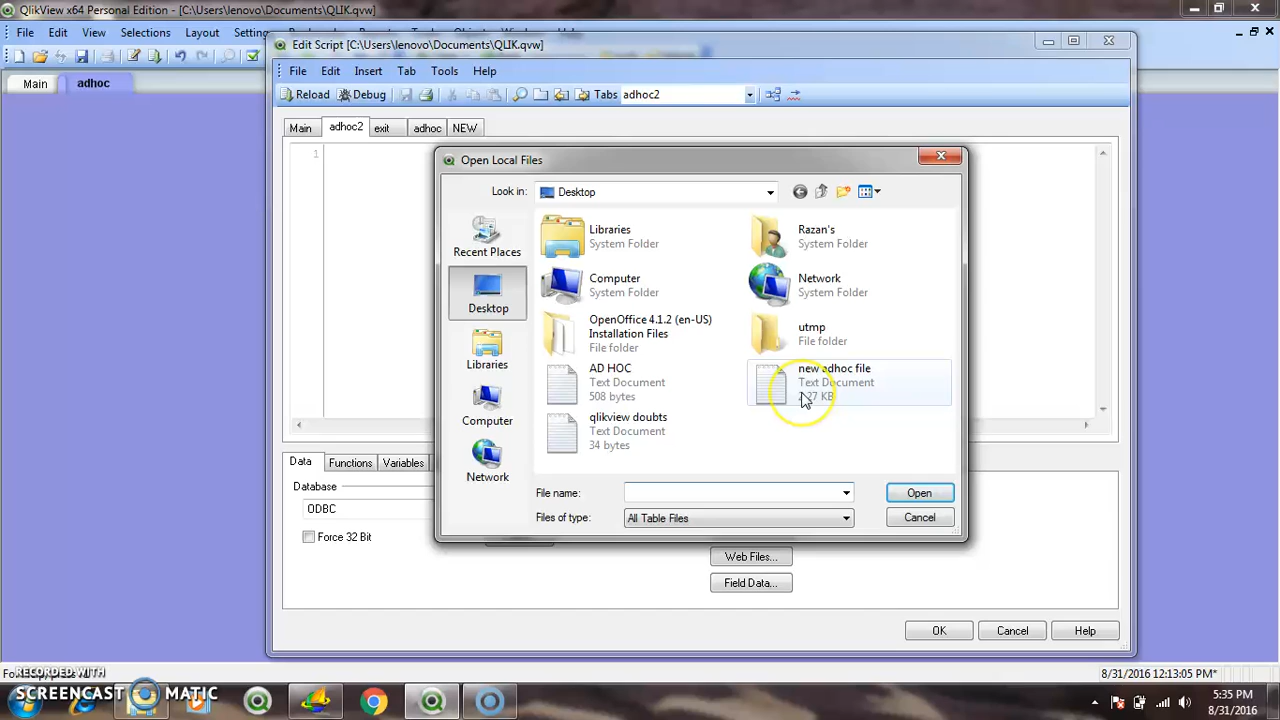 QlikView x64 Personal Edition - [C:\Users\lenovo\Documents\QLIK.qvw]
File Edit View Selections Layout
Edit Script [C:\Users\lenovo\Documents\QLIK.qvw]
File Edit Insert Tab Tools Help
Main adhoc
Reload Debug Tabs adhoc2
Main adhoc2 exit adhoc NEW
1
Open Local Files
Look in: Desktop
Recent Places
Desktop
Libraries
Computer
Network
Libraries
System Folder
Razan's
System Folder
Computer
System Folder
Network
System Folder
OpenOffice 4.1.2 (en-US)
Installation Files
File folder
utmp
File folder
AD HOC
Text Document
508 bytes
new adhoc file
Text Document
KB
qlikview doubts
Text Document
34 bytes
File name: Open
Files of type: All Table Files Cancel
Data Functions Variables
Database
ODBC
Force 32 Bit
Web Files...
Field Data...
OK Cancel Help
8/31/2016 12:13:05 PM*
RECORDED WITH
SCREENCAST MATIC
5:35 PM
8/31/2016